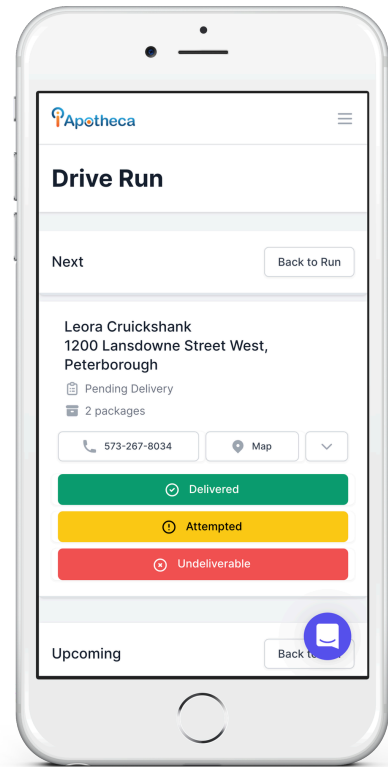 Apotheca
Drive Run
Next
Back to Run
Leora Cruickshank
1200 Lansdowne Street West,
Peterborough
Pending Delivery
2 packages
573-267-8034
Map
Delivered
Attempted
Undeliverable
Upcoming
Back